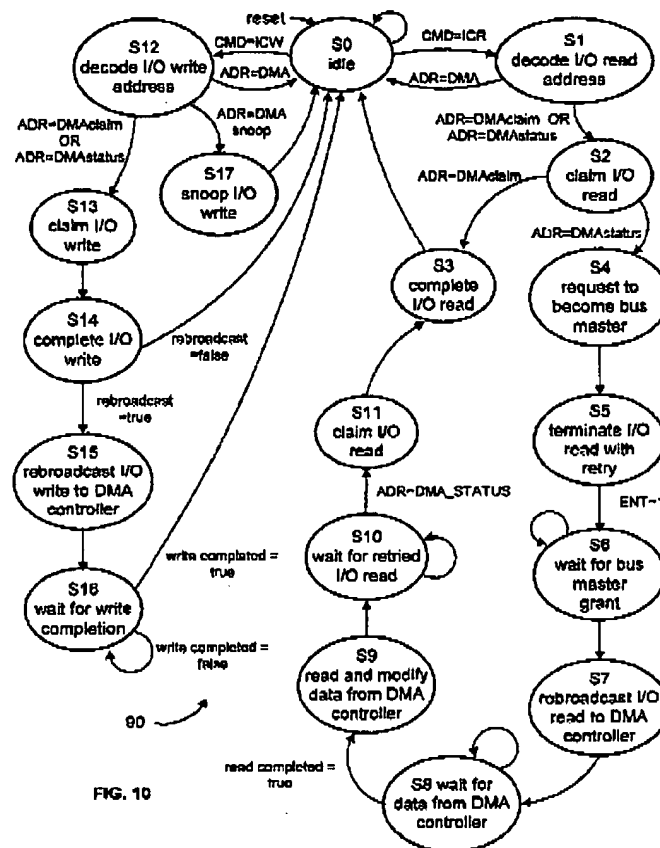 reset
S0
idle
CMD=ICW
CMD=ICR
S12
decode I/O write
address
S1
decode I/O read
address
ADR=DMA
ADR=DMA
ADR=DMA
snoop
ADR=DMAclaim
OR
ADR=DMAstatus
ADR=DMAclaim OR
ADR=DMAstatus
S17
snoop I/O
write
S2
claim I/O
read
ADR=DMAclaim
S13
claim I/O
write
ADR=DMAstatus
S3
complete
I/O read
S4
request to
become bus
master
S14
complete I/O
write
rebroadcast
=false
rebroadcast
=true
S11
claim I/O
read
S5
terminate I/O
read with
retry
S15
rebroadcast I/O
write to DMA
controller
ADR=DMA_STATUS
S10
wait for retried
I/O read
S6
wait for bus
master
grant
write completed =
true
S16
wait for write
completion
write completed =
false
S9
read and modify
data from DMA
controller
S7
robroadcast I/O
read to DMA
controller
90
read completed =
true
S8 wait for
data from DMA
controller
FIG. 10